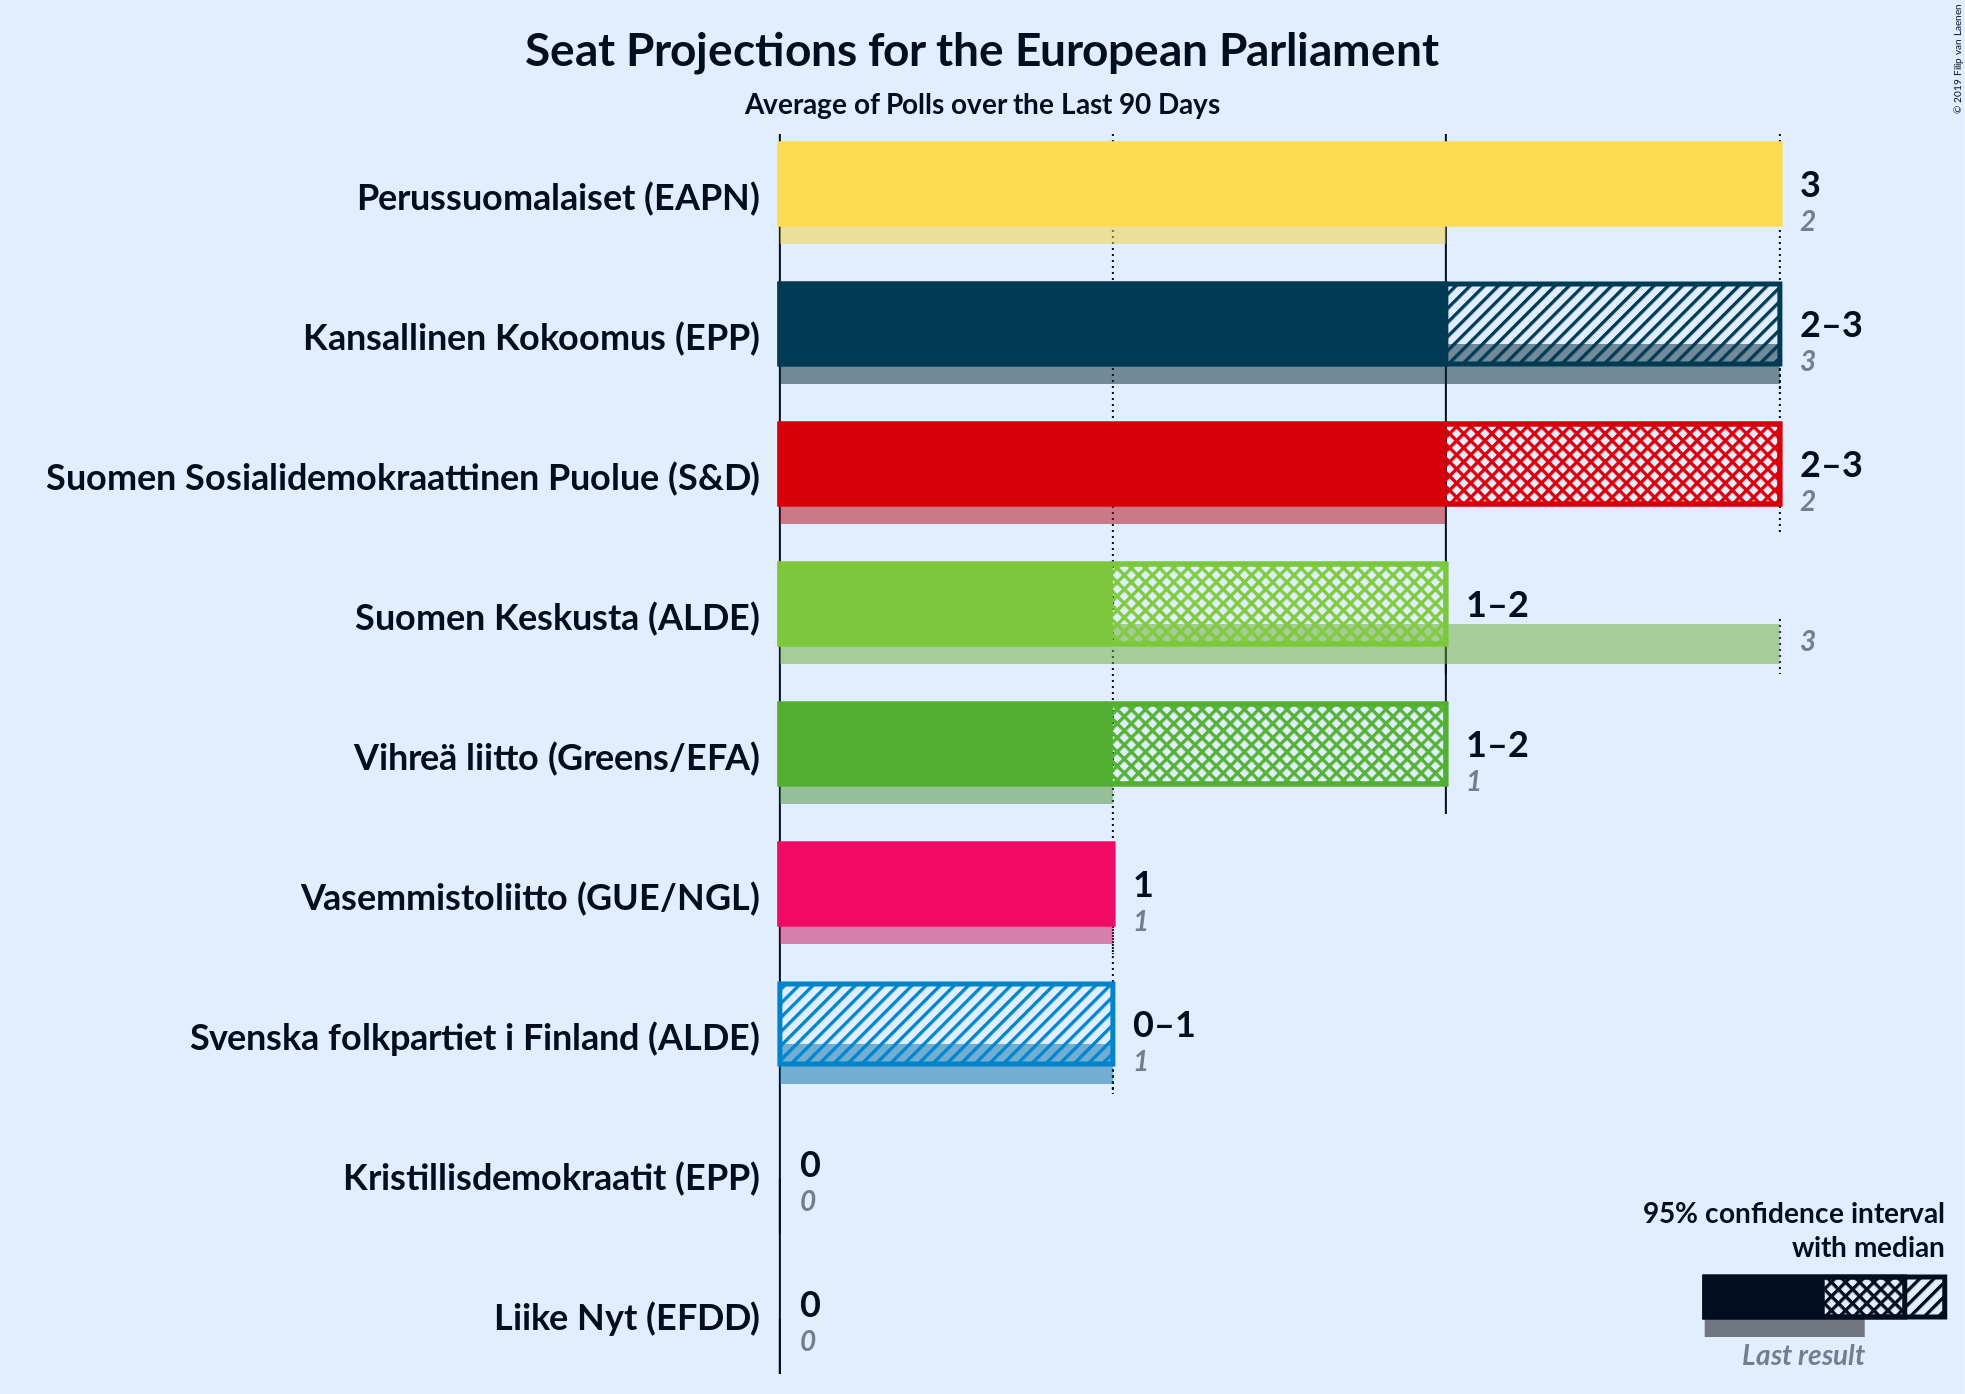 Seat Projections for the European Parliament
Average of Polls over the Last 90 Days
© 2019 Filip van Laenen
Perussuomalaiset (EAPN)
3
2
Kansallinen Kokoomus (EPP)
2–3
3
Suomen Sosialidemokraattinen Puolue (S&D)
2–3
2
Suomen Keskusta (ALDE)
1–2
3
Vihreä liitto (Greens/EFA)
1–2
1
Vasemmistoliitto (GUE/NGL)
1
1
Svenska folkpartiet i Finland (ALDE)
0–1
1
Kristillisdemokraatit (EPP)
0
0
Liike Nyt (EFDD)
0
0
95% confidence interval
with median
Last result